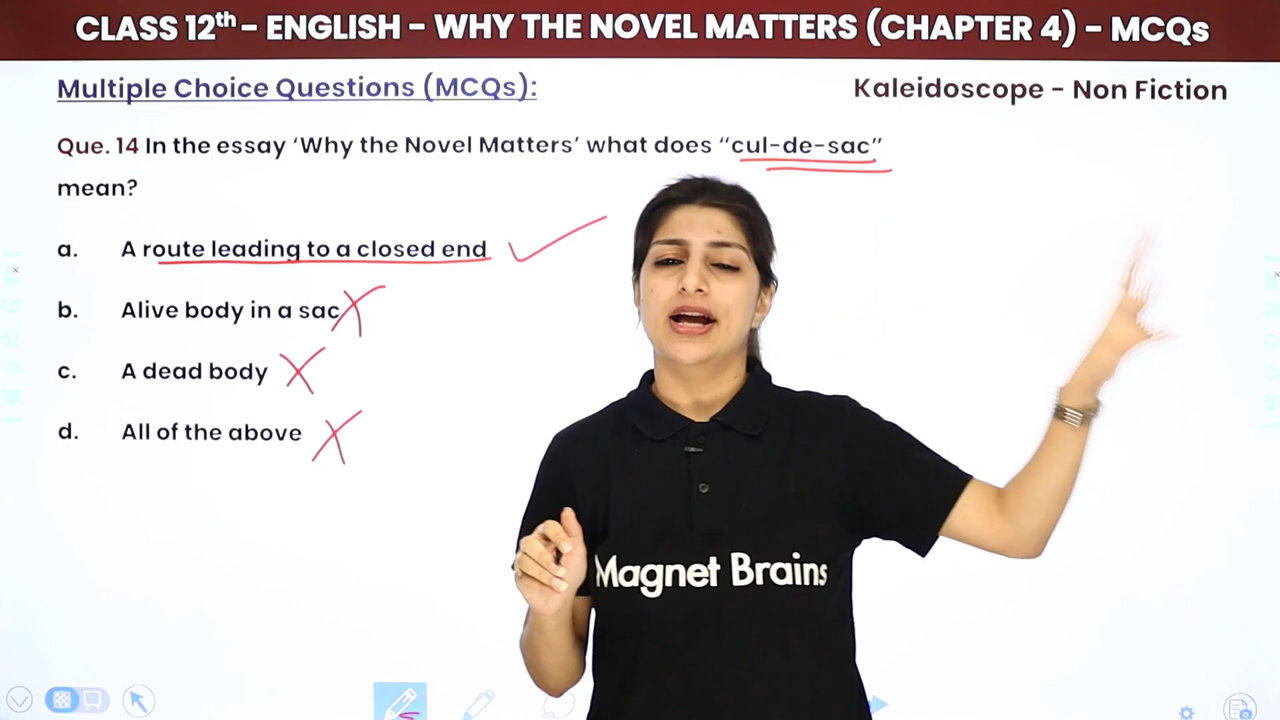 CLASS 12th - ENGLISH - WHY THE NOVEL MATTERS (CHAPTER 4) - MCQs
Multiple Choice Questions (MCQs):
Kaleidoscope - Non Fiction
Que. 14 In the essay ‘Why the Novel Matters’ what does “cul-de-sac”
mean?
a. A route leading to a closed end
b. Alive body in a sac
c. A dead body
d. All of the above
Magnet Brains